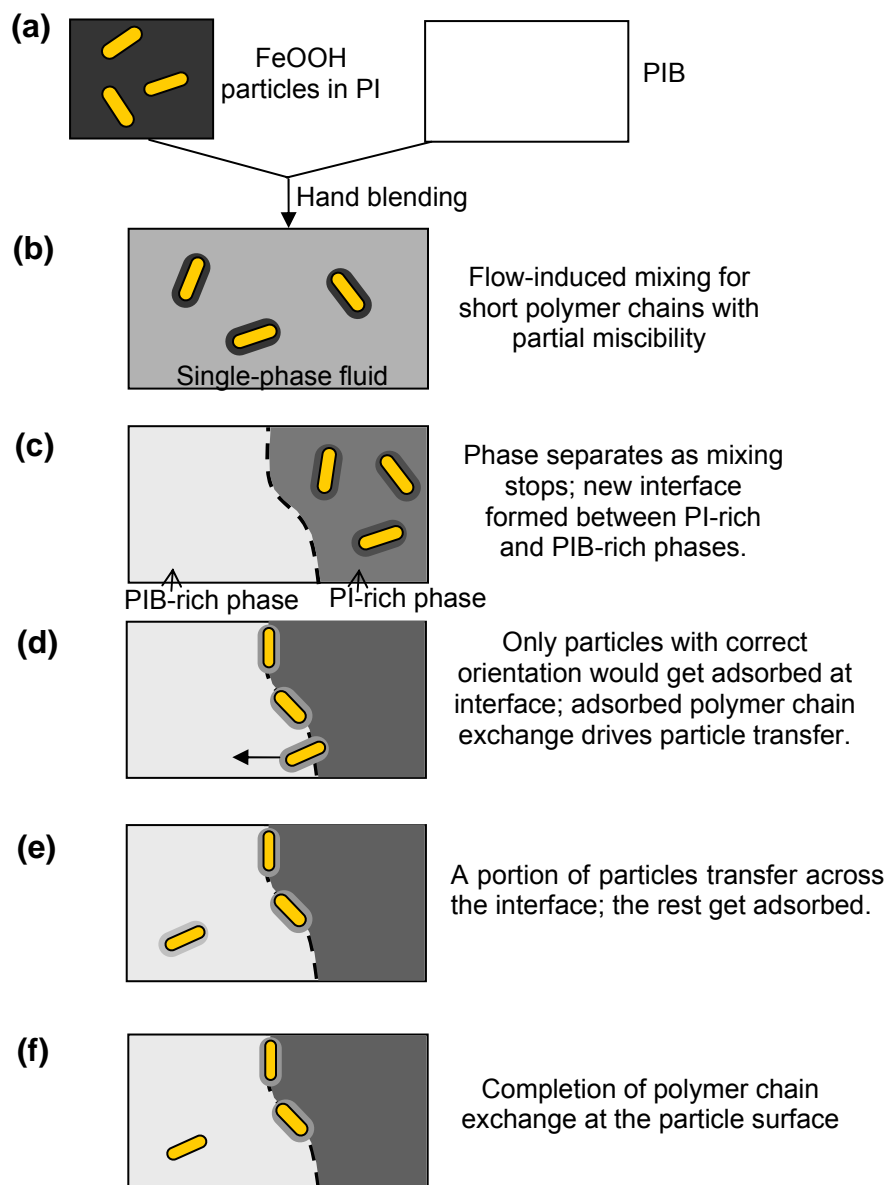 (a)
FeOOH
particles in PI
PIB
Hand blending
(b)
Flow-induced mixing for
short polymer chains with
partial miscibility
Single-phase fluid
(c)
Phase separates as mixing
stops; new interface
formed between PI-rich
and PIB-rich phases.
PIB-rich phase
PI-rich phase
(d)
Only particles with correct
orientation would get adsorbed at
interface; adsorbed polymer chain
exchange drives particle transfer.
(e)
A portion of particles transfer across
the interface; the rest get adsorbed.
(f)
Completion of polymer chain
exchange at the particle surface